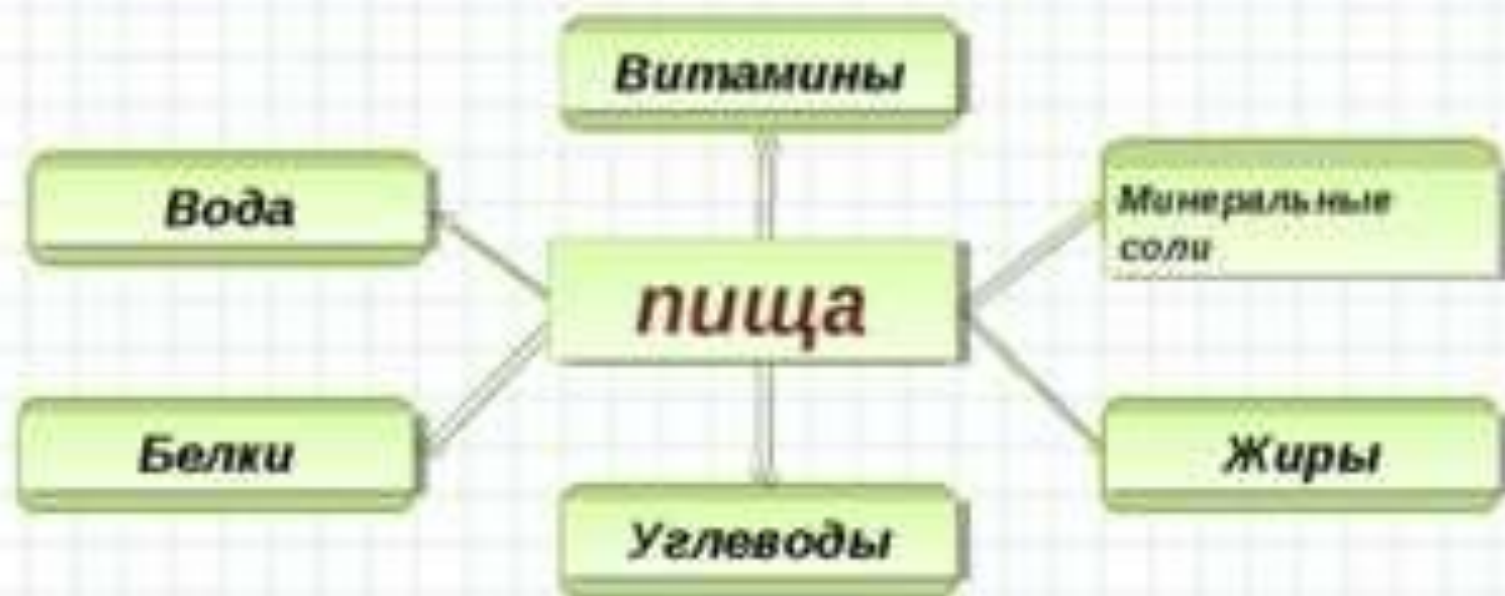 Витамины
Вода
Минеральные
соли
пища
Белки
Жиры
Углеводы